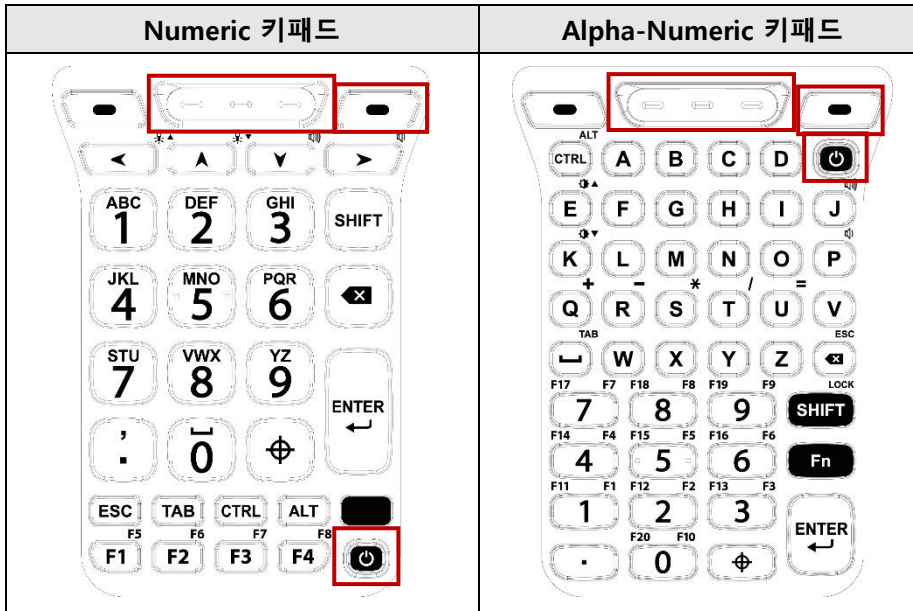 Numeric 키패드
ABC DEF GHI
1 2 3 SHIFT
JKL MNO PQR
4 5 6
STU VWX YZ
7 8 9
ENTER
, .
0
ESC TAB CTRL ALT
F5 F6 F7 F8
F1 F2 F3 F4
Alpha-Numeric 키패드
ALT
CTRL A B C D
E F G H I J
K L M N O P
+ - * / =
Q R S T U V
TAB ESC
W X Y Z
F17 F7 F18 F8 F19 F9 LOCK
7 8 9 SHIFT
F14 F4 F15 F5 F16 F6
4 5 6 Fn
F11 F1 F12 F2 F13 F3
1 2 3
F20 F10 ENTER
. 0